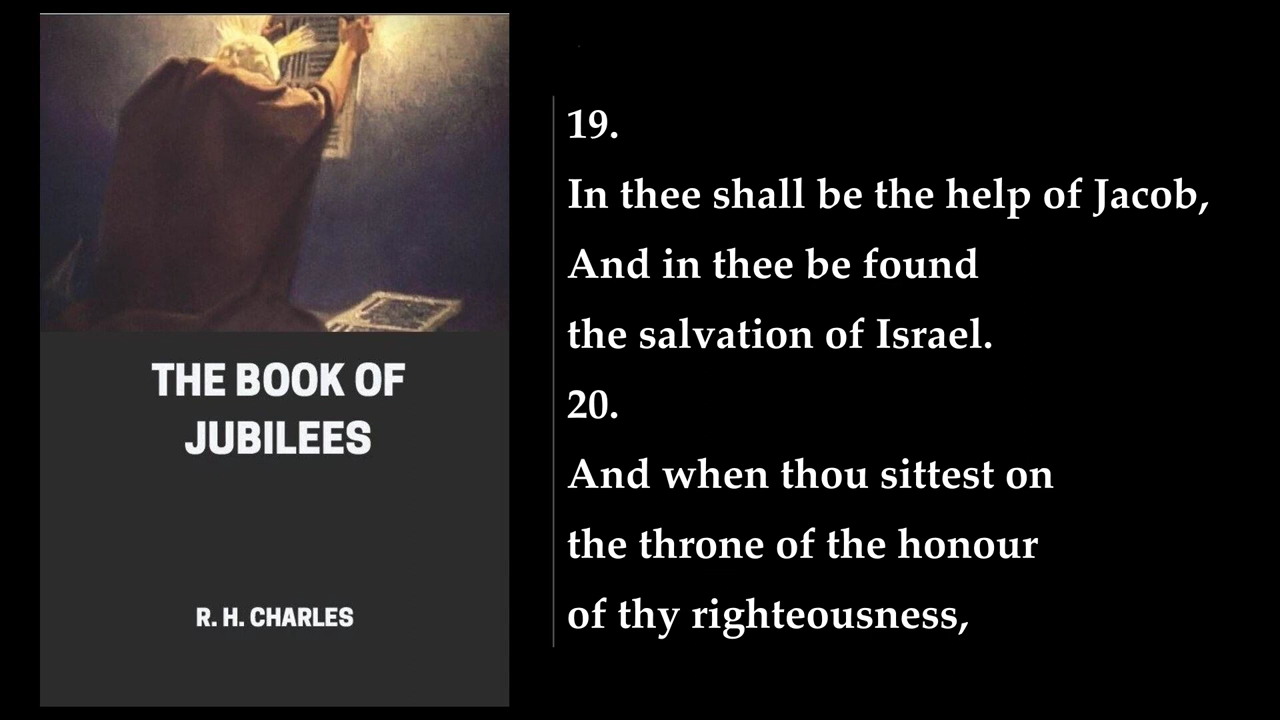 THE BOOK OF
JUBILEES
R. H. CHARLES
19.
In thee shall be the help of Jacob,
And in thee be found
the salvation of Israel.
20.
And when thou sittest on
the throne of the honour
of thy righteousness,